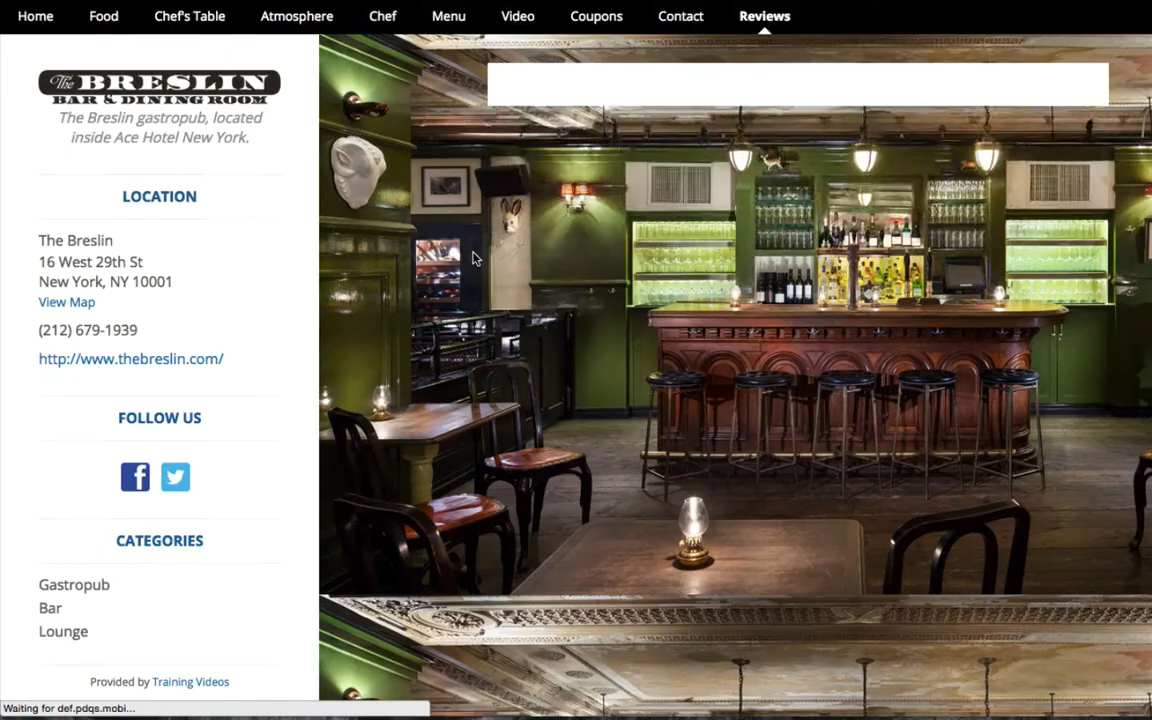 Home Food Chef's Table Atmosphere Chef Menu Video Coupons Contact Reviews
The BRESLIN
BAR & DINING ROOM
The Breslin gastropub, located
inside Ace Hotel New York.
LOCATION
The Breslin
16 West 29th St
New York, NY 10001
View Map
(212) 679-1939
http://www.thebreslin.com/
FOLLOW US
CATEGORIES
Gastropub
Bar
Lounge
Provided by Training Videos
Waiting for def.pdqs.mobi...